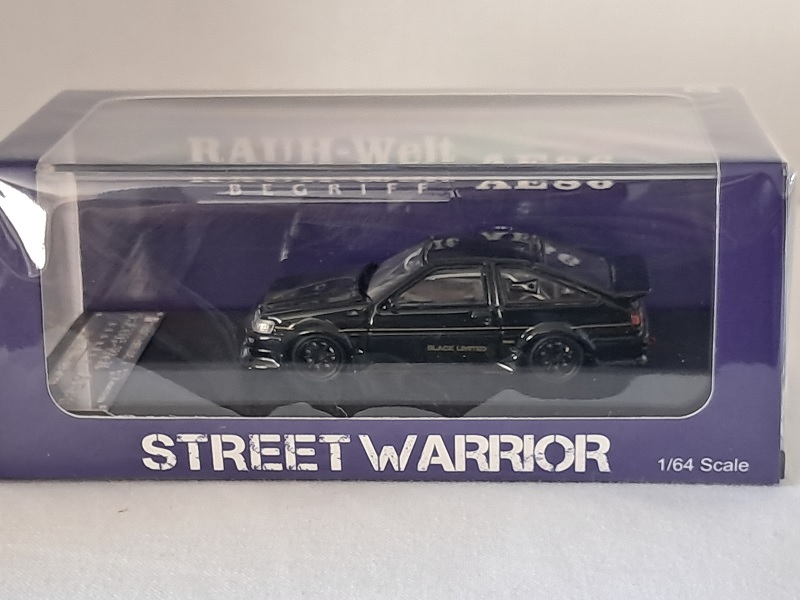 RAUH-Welt
BEGRIFF AE86
BLACK LIMITED
STREET WARRIOR
1/64 Scale